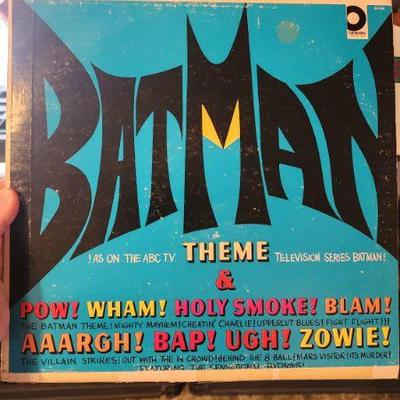 BATMAN
!AS ON THE ABC TV THEME TELEVISION SERIES BATMAN!
&
POW! WHAM! HOLY SMOKE! BLAM!
THE BATMAN THEME! MIGHTY MAYHEM! CHEATIN' CHARLIE! UPPERCUT BLUES! FIGHT FLIGHT!!!
AAARGH! BAP! UGH! ZOWIE!
THE VILLAIN STRIKES! OUT WITH THE IN CROWD! BEHIND THE 8 BALL! MARS VISITOR! ITS MURDER!
FEATURING THE SENSATIONAL BATBOYS!